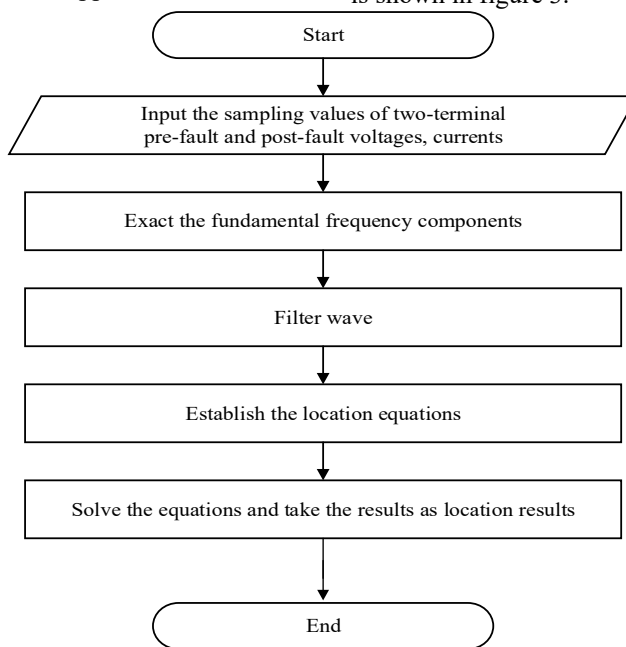 is shown in figure 3.
Start
Input the sampling values of two-terminal
pre-fault and post-fault voltages, currents
Exact the fundamental frequency components
Filter wave
Establish the location equations
Solve the equations and take the results as location results
End